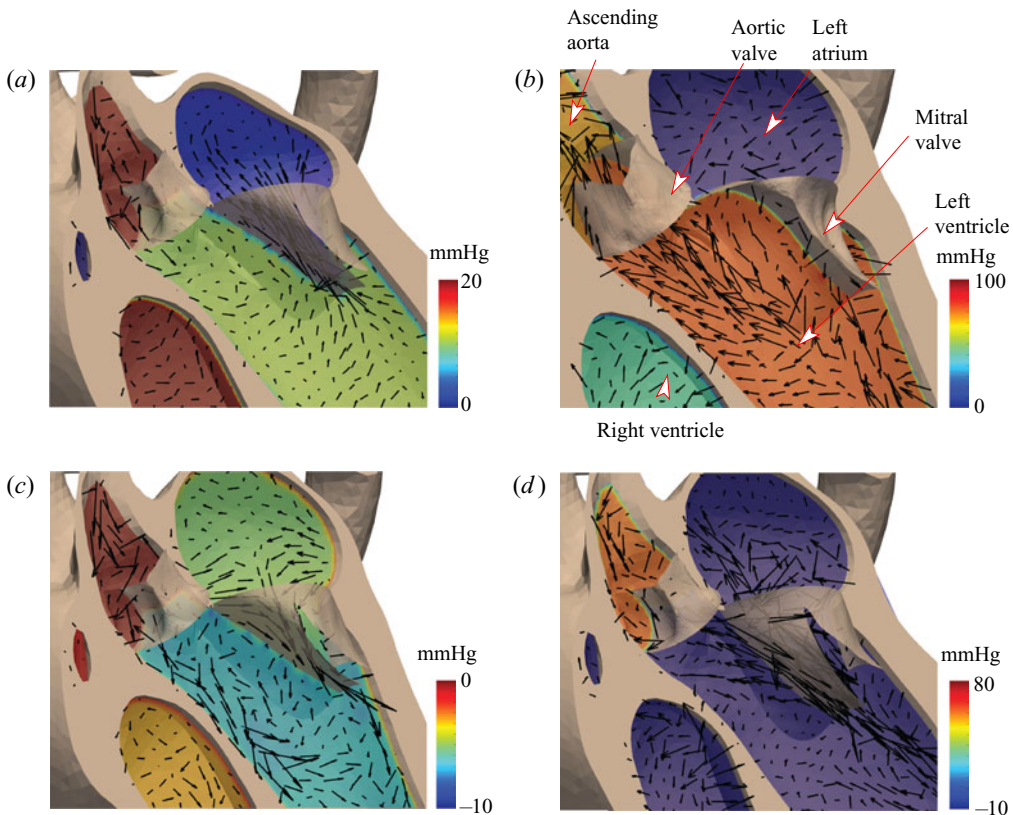 (a)
mmHg
20
0
(b)
Ascending
aorta
Aortic
valve
Left
atrium
Mitral
valve
Left
ventricle
mmHg
100
0
Right ventricle
(c)
mmHg
0
–10
(d)
mmHg
80
–10